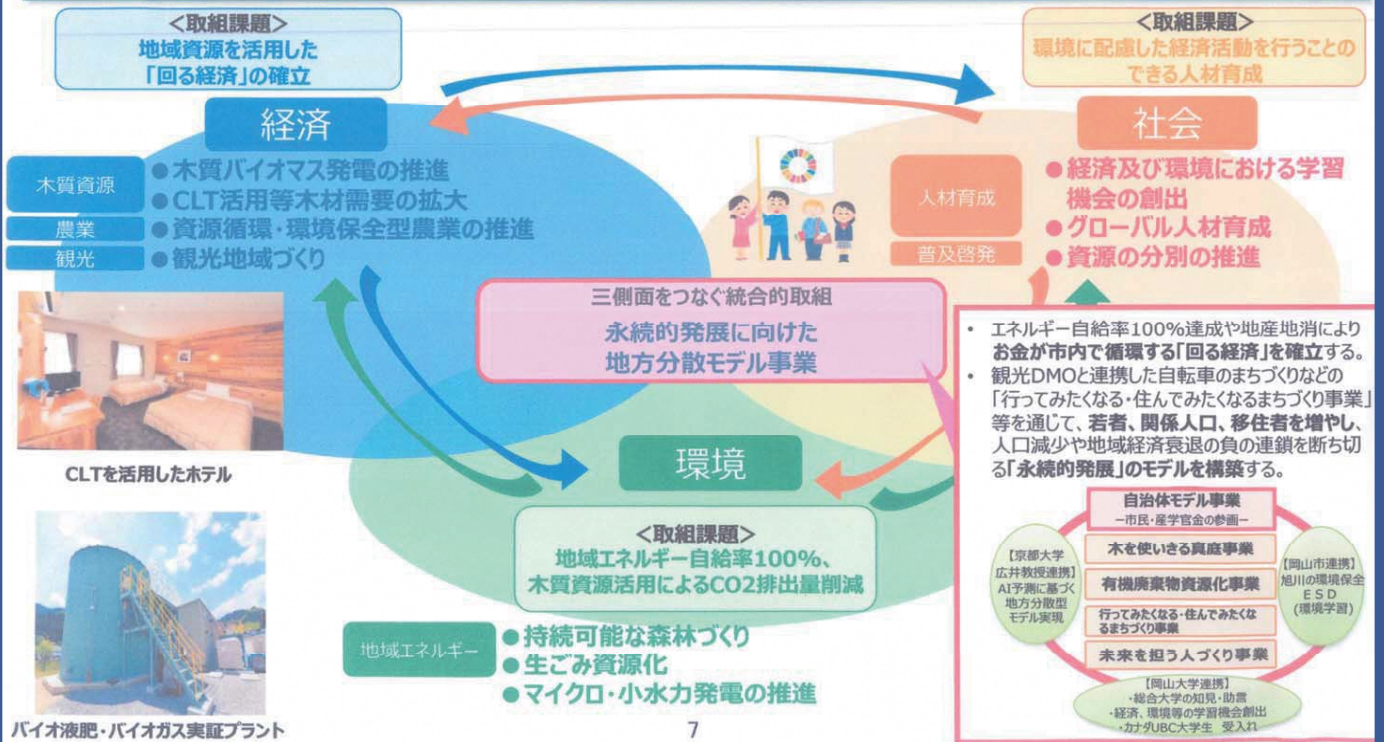 <取組課題>
地域資源を活用した
「回る経済」の確立
<取組課題>
環境に配慮した経済活動を行うことの
できる人材育成
経済
木質資源
●木質バイオマス発電の推進
●CLT活用等木材需要の拡大
農業
●資源循環・環境保全型農業の推進
観光
●観光地域づくり
社会
人材育成
●経済及び環境における学習
機会の創出
●グローバル人材育成
普及啓発
●資源の分別の推進
三側面をつなぐ統合的取組
永続的発展に向けた
地方分散モデル事業
CLTを活用したホテル
環境
<取組課題>
地域エネルギー自給率100%、
木質資源活用によるCO2排出量削減
地域エネルギー
●持続可能な森林づくり
●生ごみ資源化
●マイクロ・小水力発電の推進
バイオ液肥・バイオガス実証プラント
• エネルギー自給率100%達成や地産地消により
お金が市内で循環する「回る経済」を確立する。
• 観光DMOと連携した自転車のまちづくりなどの
「行ってみたくなる・住んでみたくなるまちづくり事業」
等を通じて、若者、関係人口、移住者を増やし、
人口減少や地域経済衰退の負の連鎖を断ち切
る「永続的発展」のモデルを構築する。
自治体モデル事業
―市民・産学官金の参画―
木を使いきる真庭事業
有機廃棄物資源化事業
行ってみたくなる・住んでみたくな
るまちづくり事業
未来を担う人づくり事業
【京都大学
広井教授連携】
AI予測に基づく
地方分散型
モデル実現
【岡山市連携】
旭川の環境保全
ESD
(環境学習)
【岡山大学連携】
・総合大学の知見・助言
・経済、環境等の学習機会創出
・カナダUBC大学生 受入れ
7